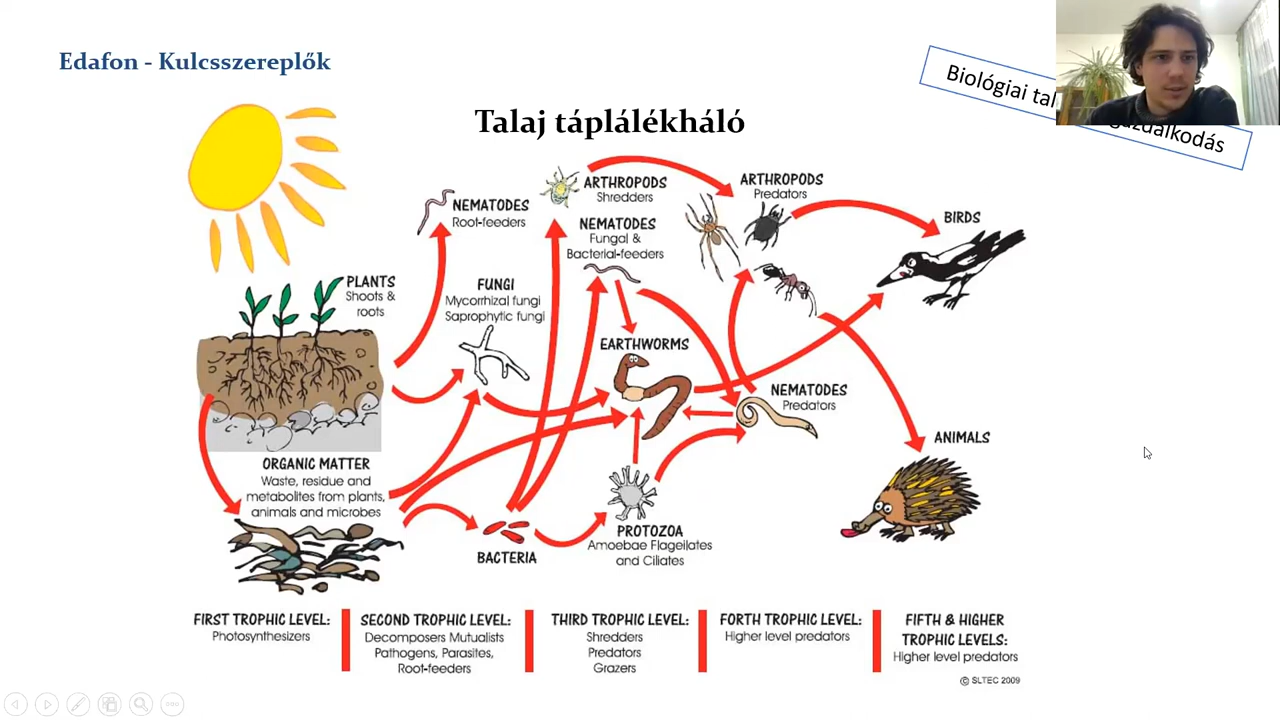 Edafon - Kulcsszereplők
Biológiai
gazdálkodás
Talaj táplálékháló
NEMATODES
Root-feeders
ARTHROPODS
Shredders
NEMATODES
Fungal &
Bacterial-feeders
ARTHROPODS
Predators
BIRDS
PLANTS
Shoots &
roots
FUNGI
Mycorrhizal fungi
Saprophytic fungi
EARTHWORMS
NEMATODES
Predators
ORGANIC MATTER
Waste, residue and
metabolites from plants,
animals and microbes
ANIMALS
BACTERIA
PROTOZOA
Amoebae Flagellates
and Ciliates
FIRST TROPHIC LEVEL:
Photosynthesizers
SECOND TROPHIC LEVEL:
Decomposers Mutualists
Pathogens, Parasites,
Root-feeders
THIRD TROPHIC LEVEL:
Shredders
Predators
Grazers
FORTH TROPHIC LEVEL:
Higher level predators
FIFTH & HIGHER
TROPHIC LEVELS:
Higher level predators
© SLTEC 2009